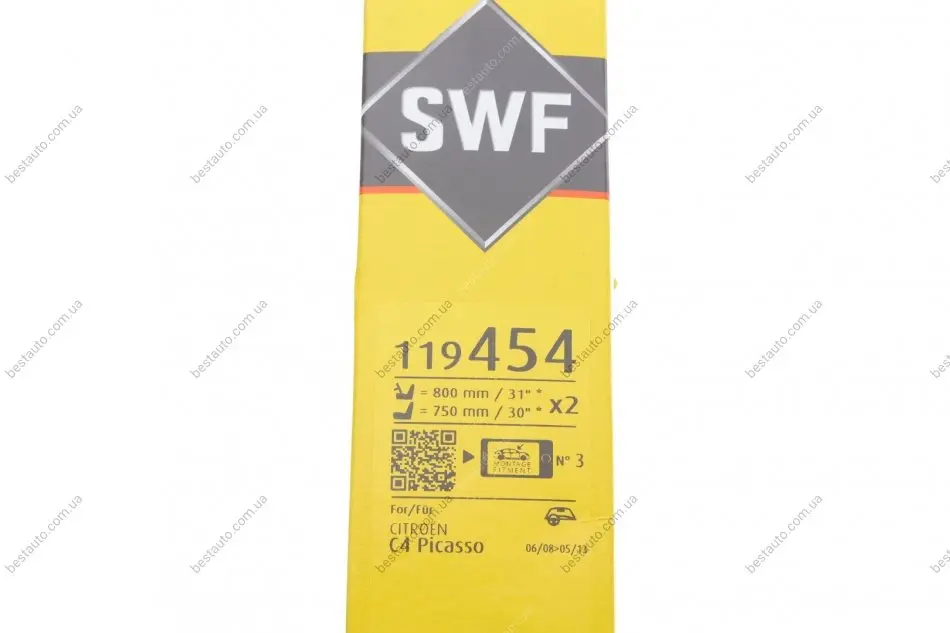 SWF
119454
= 800 mm / 31" *
= 750 mm / 30" *
x2
MONTAGE
FITMENT
N° 3
For/Für
CITROËN
C4 Picasso
06/08>05/13
bestauto.com.ua